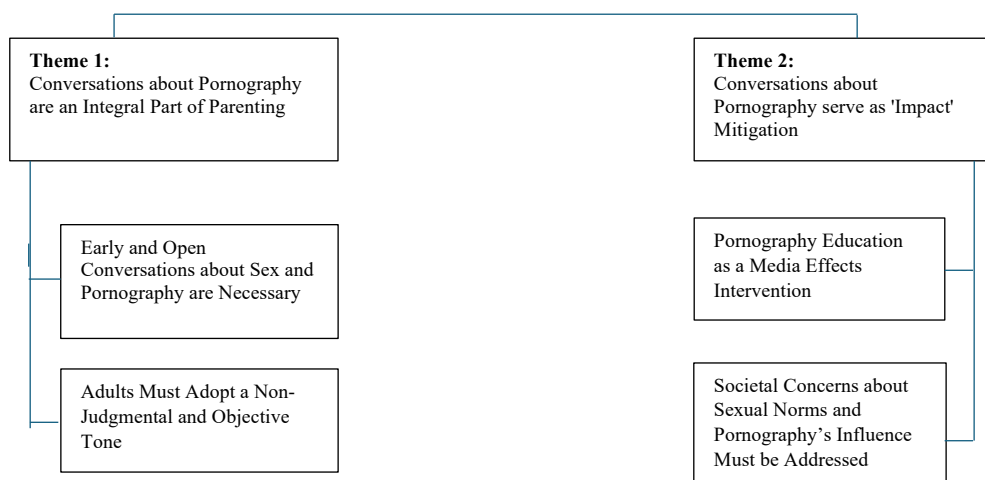 Theme 1:
Conversations about Pornography
are an Integral Part of Parenting
Early and Open
Conversations about Sex and
Pornography are Necessary
Adults Must Adopt a Non-
Judgmental and Objective
Tone
Theme 2:
Conversations about
Pornography serve as 'Impact'
Mitigation
Pornography Education
as a Media Effects
Intervention
Societal Concerns about
Sexual Norms and
Pornography’s Influence
Must be Addressed